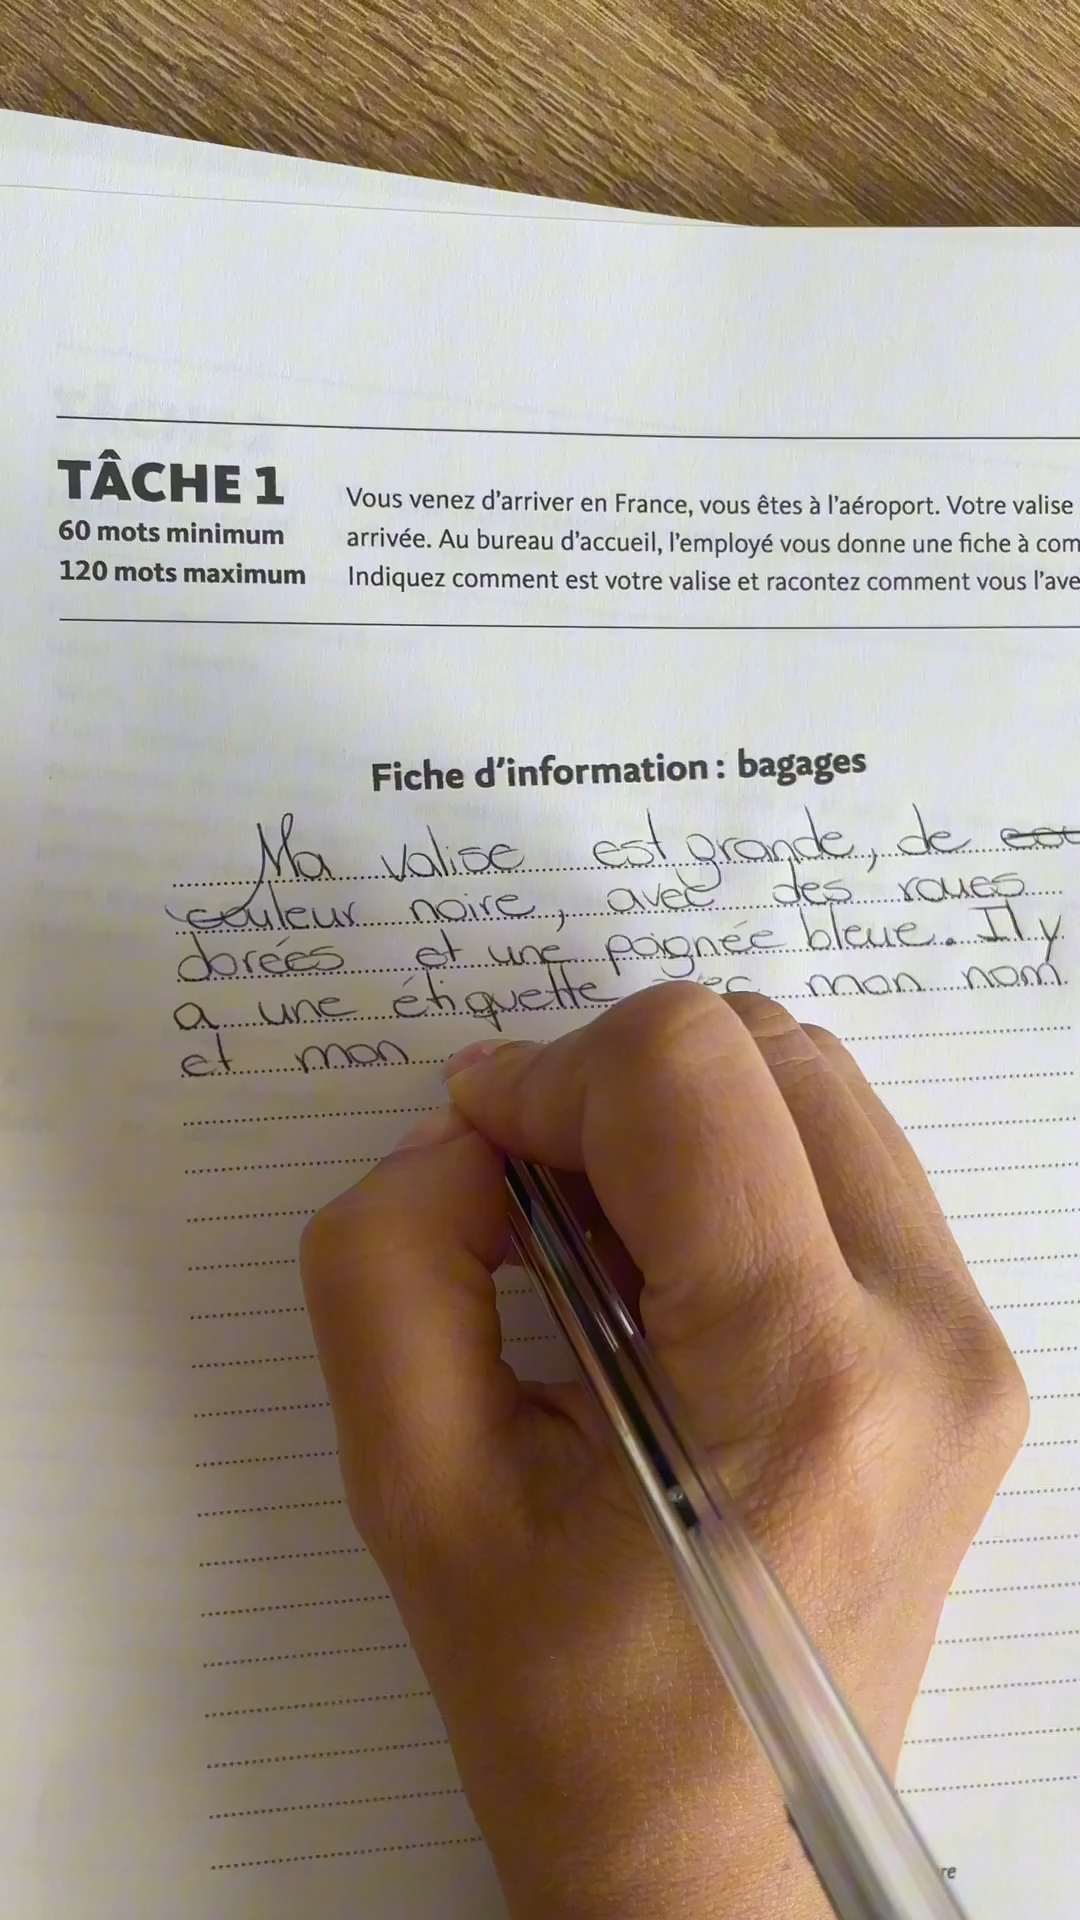 TÂCHE 1
60 mots minimum
120 mots maximum
Vous venez d'arriver en France, vous êtes à l'aéroport. Votre valise
arrivée. Au bureau d'accueil, l'employé vous donne une fiche à com
Indiquez comment est votre valise et racontez comment vous l'ave
Fiche d'information : bagages
Ma valise est grande, de
couleur noire, avec des roues
dorées et une poignée bleue. Il y
a une étiquette avec mon nom
et mon
re